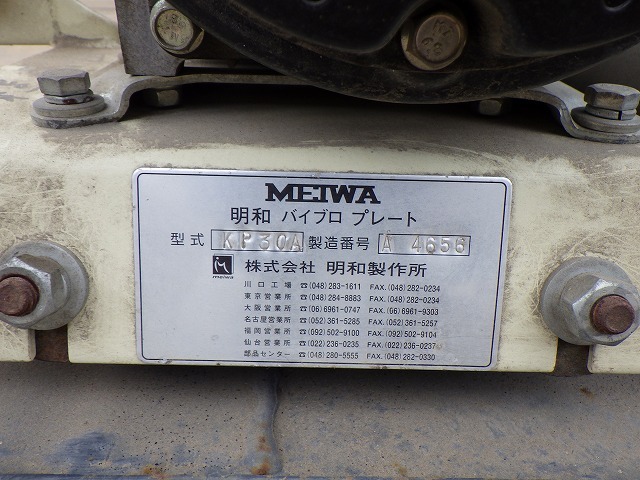 MEIWA
明和 バイブロ プレート
型式 KP30A 製造番号 A 4656
meiwa 株式会社 明和製作所
川口工場 ☎(048)283-1611 FAX.(048)282-0234
東京営業所 ☎(048)284-8883 FAX.(048)282-0234
大阪営業所 ☎(06)6961-0747 FAX.(06)6961-9303
名古屋営業所 ☎(052)361-5285 FAX.(052)361-5257
福岡営業所 ☎(092)502-9100 FAX.(092)502-9104
仙台営業所 ☎(022)236-0235 FAX.(022)236-0237
部品センター ☎(048)280-5555 FAX.(048)282-0330